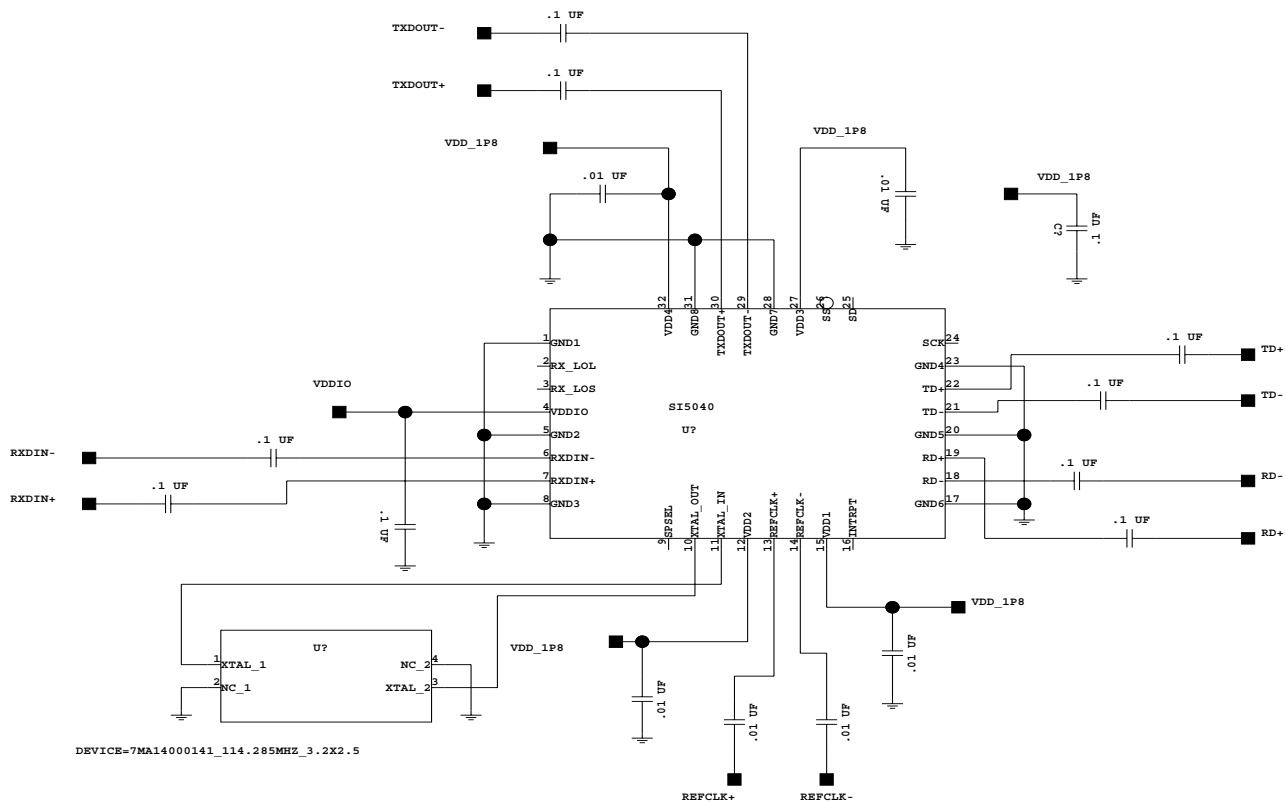 TXDOUT-
.1 UF
TXDOUT+
.1 UF
VDD_1P8
.01 UF
VDD_1P8
.01 UF
VDD_1P8
.1 UF
C?
32
31
30
29
28
27
26
25
VDD4
GND8
TXDOUT+
TXDOUT-
GND7
VDD3
SS
SD
1 GND1
2 RX_LOL
3 RX_LOS
4 VDDIO
5 GND2
6 RXDIN-
7 RXDIN+
8 GND3
SI5040
U?
SCK 24
GND4 23
TD+ 22
TD- 21
GND5 20
RD+ 19
RD- 18
GND6 17
.1 UF
TD+
.1 UF
TD-
.1 UF
RD-
.1 UF
RD+
VDDIO
.1 UF
RXDIN-
.1 UF
RXDIN+
.1 UF
SPSEL
XTAL_OUT
XTAL_IN
VDD2
REFCLK+
REFCLK-
VDD1
INTRPT
9
10
11
12
13
14
15
16
VDD_1P8
.01 UF
U?
1 XTAL_1
2 NC_1
NC_2 4
XTAL_2 3
VDD_1P8
.01 UF
.01 UF
.01 UF
DEVICE=7MA14000141_114.285MHZ_3.2X2.5
REFCLK+
REFCLK-